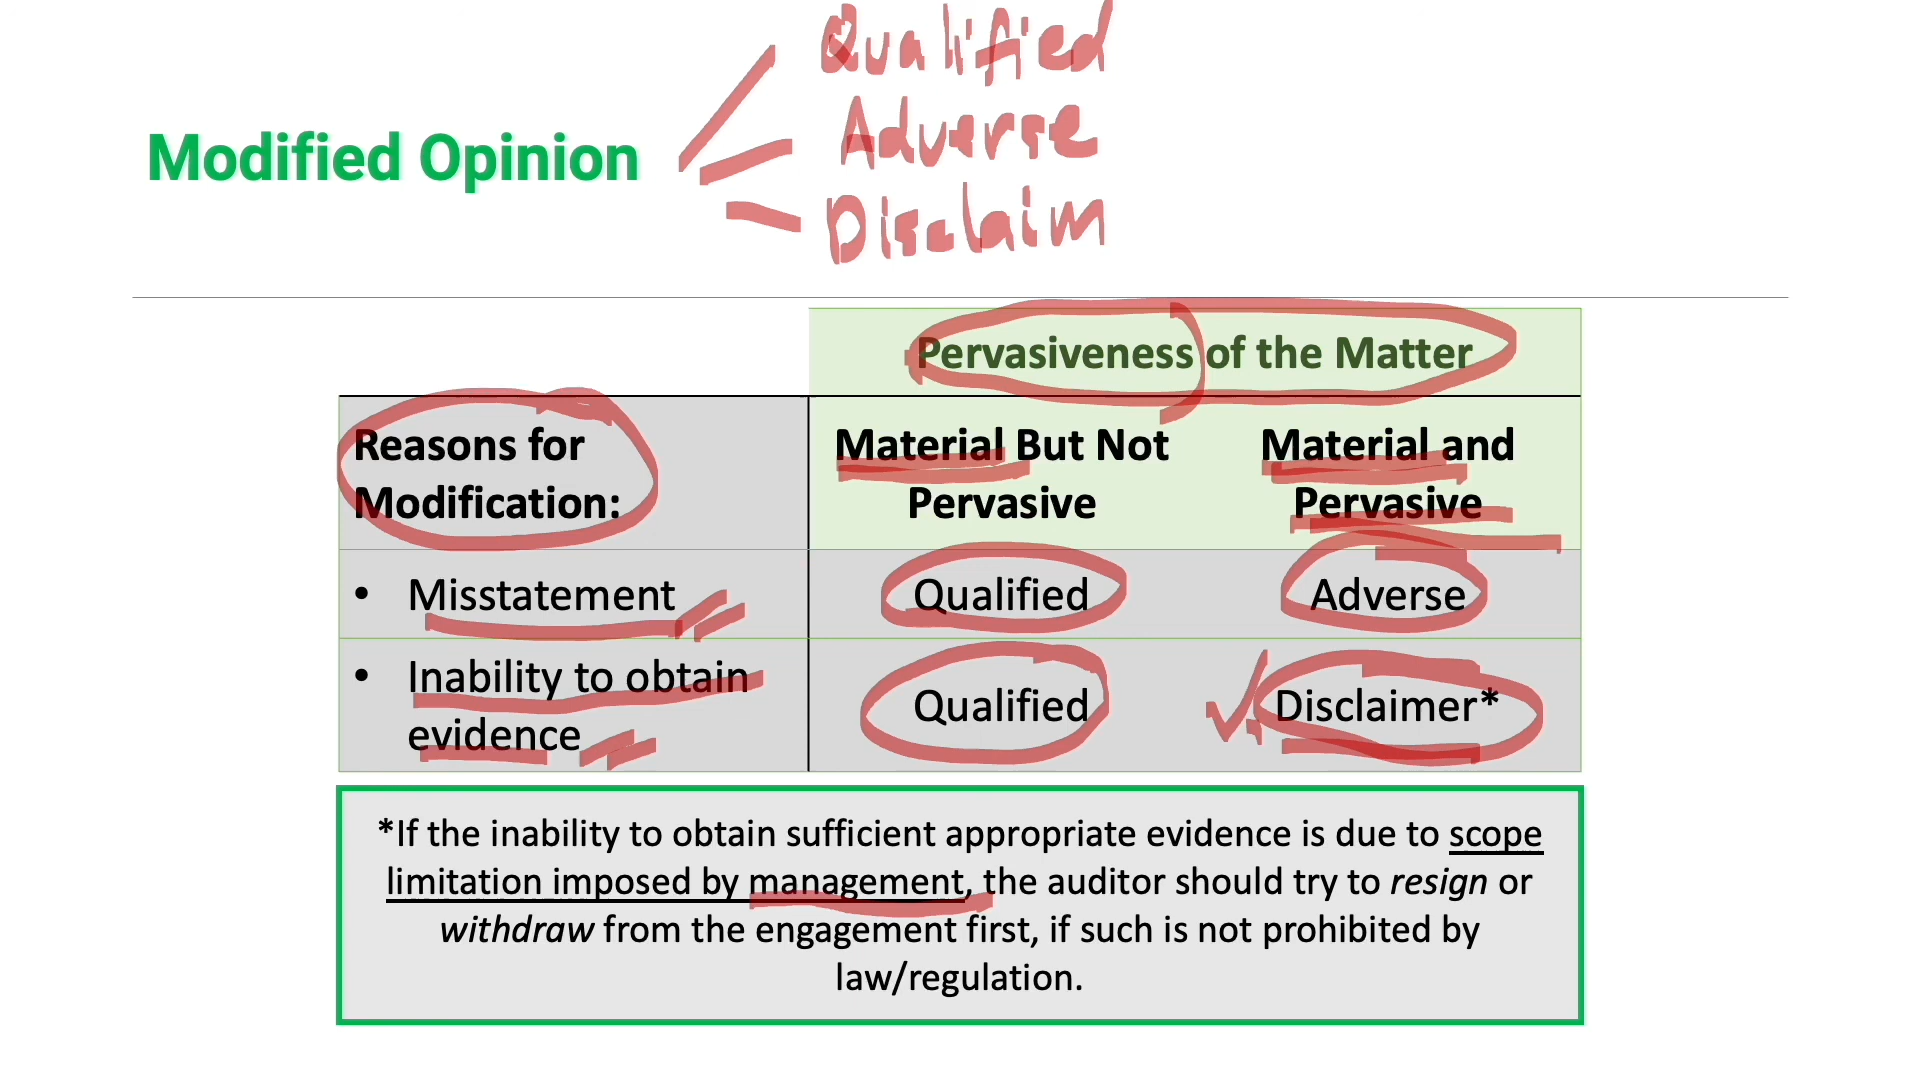 Qualified
Adverse
Disclaim
Modified Opinion
Pervasiveness of the Matter
Reasons for
Modification:
Material But Not
Pervasive
Material and
Pervasive
• Misstatement
Qualified
Adverse
• Inability to obtain
evidence
Qualified
Disclaimer*
*If the inability to obtain sufficient appropriate evidence is due to scope
limitation imposed by management, the auditor should try to resign or
withdraw from the engagement first, if such is not prohibited by
law/regulation.